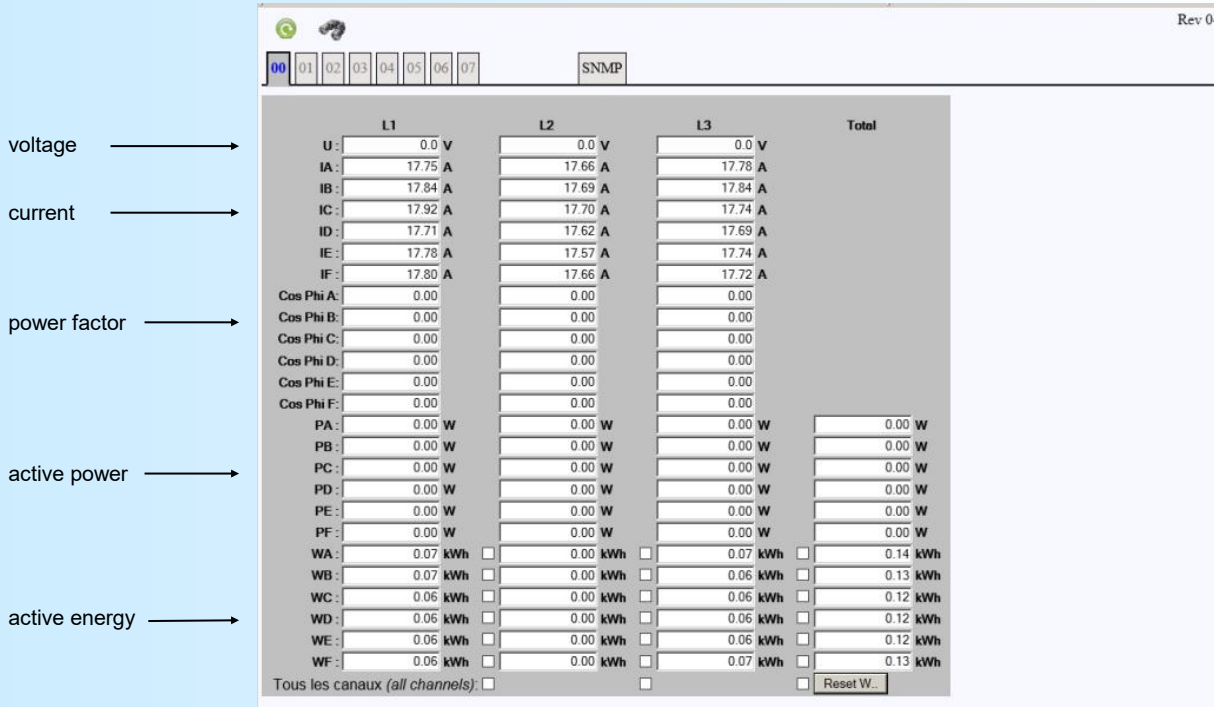 Rev 0
00 01 02 03 04 05 06 07 SNMP
L1 L2 L3 Total
voltage U : 0.0 V 0.0 V 0.0 V
IA : 17.75 A 17.66 A 17.78 A
IB : 17.84 A 17.69 A 17.84 A
current IC : 17.92 A 17.70 A 17.74 A
ID : 17.71 A 17.62 A 17.69 A
IE : 17.78 A 17.57 A 17.74 A
IF : 17.80 A 17.66 A 17.72 A
Cos Phi A: 0.00 0.00 0.00
power factor Cos Phi B: 0.00 0.00 0.00
Cos Phi C: 0.00 0.00 0.00
Cos Phi D: 0.00 0.00 0.00
Cos Phi E: 0.00 0.00 0.00
Cos Phi F: 0.00 0.00 0.00
PA : 0.00 W 0.00 W 0.00 W 0.00 W
PB : 0.00 W 0.00 W 0.00 W 0.00 W
active power PC : 0.00 W 0.00 W 0.00 W 0.00 W
PD : 0.00 W 0.00 W 0.00 W 0.00 W
PE : 0.00 W 0.00 W 0.00 W 0.00 W
PF : 0.00 W 0.00 W 0.00 W 0.00 W
WA : 0.07 kWh 0.00 kWh 0.07 kWh 0.14 kWh
WB : 0.07 kWh 0.00 kWh 0.06 kWh 0.13 kWh
WC : 0.06 kWh 0.00 kWh 0.06 kWh 0.12 kWh
active energy WD : 0.06 kWh 0.00 kWh 0.06 kWh 0.12 kWh
WE : 0.06 kWh 0.00 kWh 0.06 kWh 0.12 kWh
WF : 0.06 kWh 0.00 kWh 0.07 kWh 0.13 kWh
Tous les canaux (all channels): Reset W..